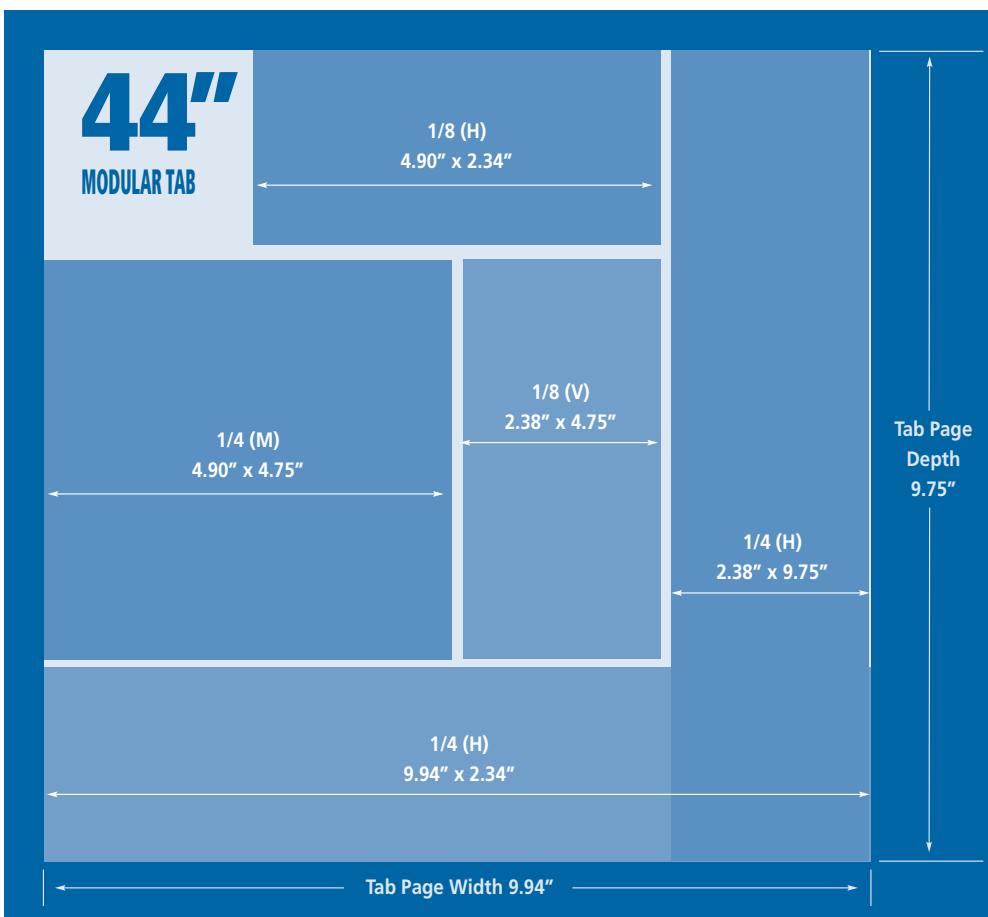 44”
MODULAR TAB
1/8 (H)
4.90” x 2.34”
1/8 (V)
2.38” x 4.75”
1/4 (M)
4.90” x 4.75”
Tab Page
Depth
9.75”
1/4 (H)
2.38” x 9.75”
1/4 (H)
9.94” x 2.34”
Tab Page Width 9.94”